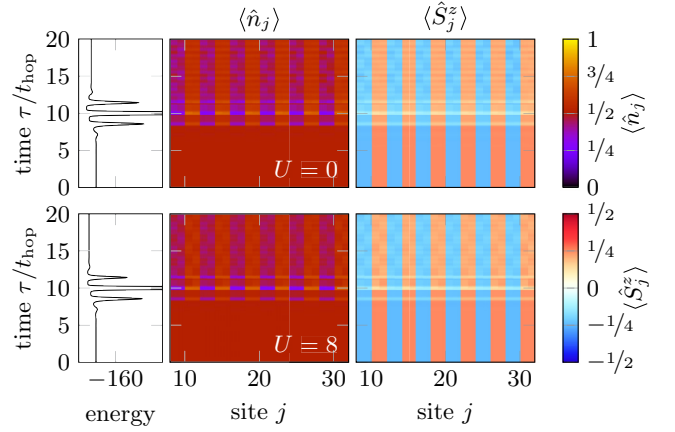 ⟨n̂_j⟩ ⟨Ŝ_j^z⟩
time τ/t_hop
20
15
10
5
0
U = 0
1
3/4
1/2
1/4
0
⟨n̂_j⟩
time τ/t_hop
20
15
10
5
0
U = 8
1/2
1/4
0
−1/4
−1/2
⟨Ŝ_j^z⟩
−160 10 20 30 10 20 30
energy site j site j